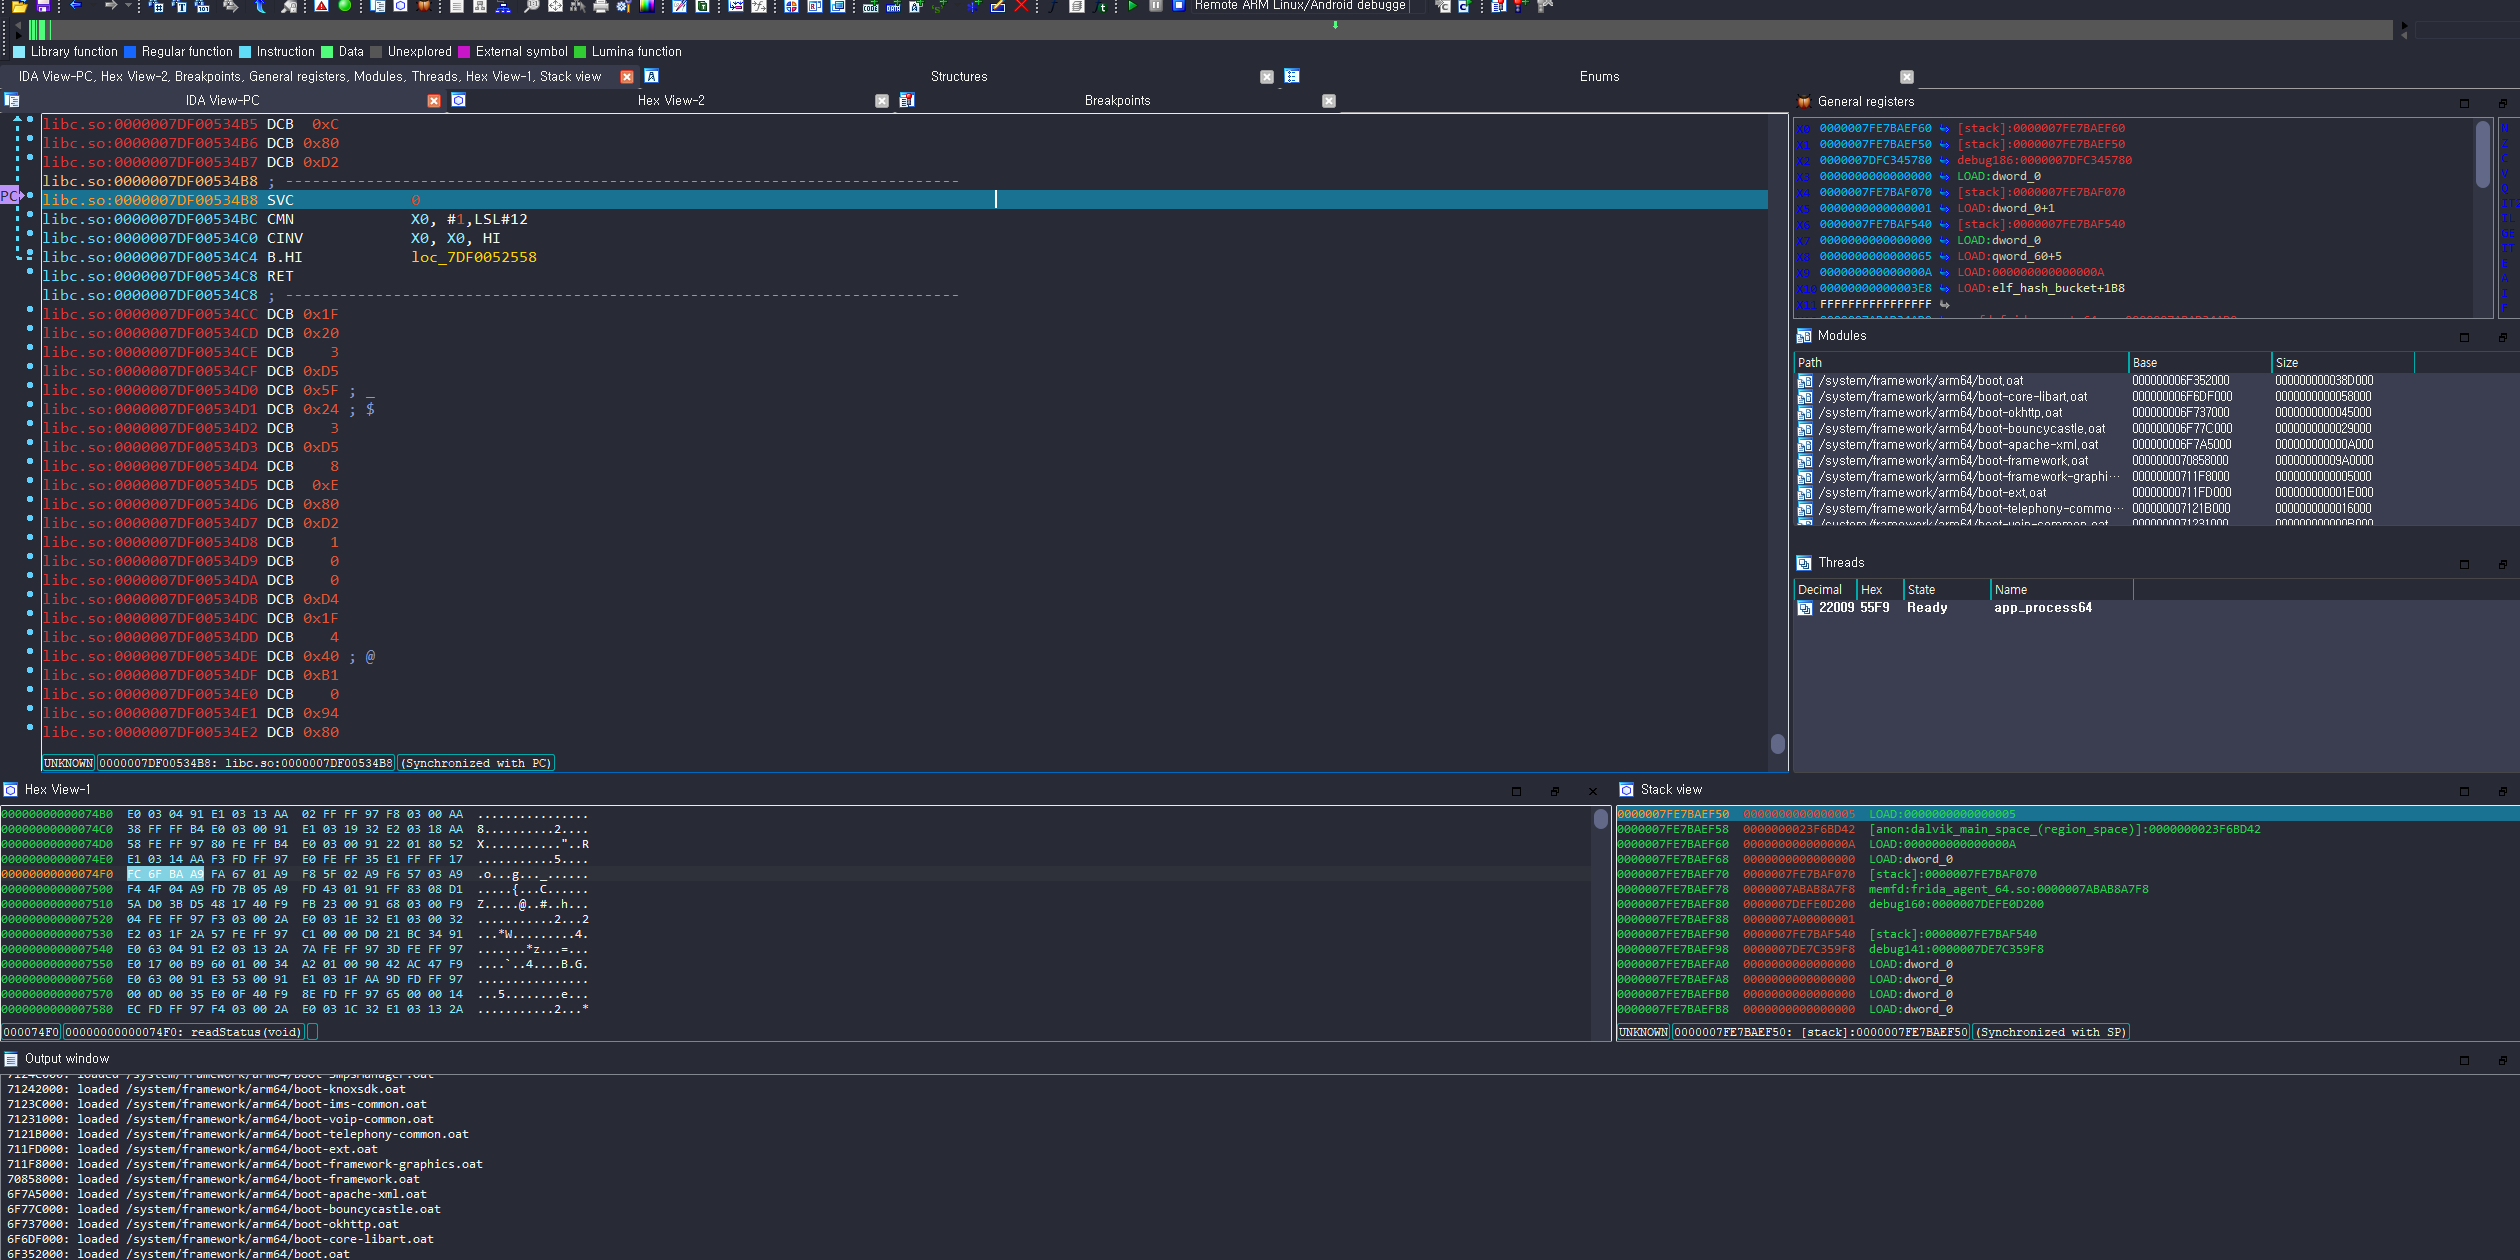 Remote ARM Linux/Android debugge
Library function Regular function Instruction Data Unexplored External symbol Lumina function
IDA View-PC, Hex View-2, Breakpoints, General registers, Modules, Threads, Hex View-1, Stack view Structures Enums
IDA View-PC Hex View-2 Breakpoints
libc.so:0000007DF00534B5 DCB 0xC
libc.so:0000007DF00534B6 DCB 0x80
libc.so:0000007DF00534B7 DCB 0xD2
libc.so:0000007DF00534B8 ; ---------------------------------------------------------------------------
PC
libc.so:0000007DF00534B8 SVC 0
libc.so:0000007DF00534BC CMN X0, #1,LSL#12
libc.so:0000007DF00534C0 CINV X0, X0, HI
libc.so:0000007DF00534C4 B.HI loc_7DF0052558
libc.so:0000007DF00534C8 RET
libc.so:0000007DF00534C8 ; ---------------------------------------------------------------------------
libc.so:0000007DF00534CC DCB 0x1F
libc.so:0000007DF00534CD DCB 0x20
libc.so:0000007DF00534CE DCB 3
libc.so:0000007DF00534CF DCB 0xD5
libc.so:0000007DF00534D0 DCB 0x5F ; _
libc.so:0000007DF00534D1 DCB 0x24 ; $
libc.so:0000007DF00534D2 DCB 3
libc.so:0000007DF00534D3 DCB 0xD5
libc.so:0000007DF00534D4 DCB 8
libc.so:0000007DF00534D5 DCB 0xE
libc.so:0000007DF00534D6 DCB 0x80
libc.so:0000007DF00534D7 DCB 0xD2
libc.so:0000007DF00534D8 DCB 1
libc.so:0000007DF00534D9 DCB 0
libc.so:0000007DF00534DA DCB 0
libc.so:0000007DF00534DB DCB 0xD4
libc.so:0000007DF00534DC DCB 0x1F
libc.so:0000007DF00534DD DCB 4
libc.so:0000007DF00534DE DCB 0x40 ; @
libc.so:0000007DF00534DF DCB 0xB1
libc.so:0000007DF00534E0 DCB 0
libc.so:0000007DF00534E1 DCB 0x94
libc.so:0000007DF00534E2 DCB 0x80
UNKNOWN 0000007DF00534B8: libc.so:0000007DF00534B8 (Synchronized with PC)
General registers
X0 0000007FE7BAEF60 [stack]:0000007FE7BAEF60
X1 0000007FE7BAEF50 [stack]:0000007FE7BAEF50
X2 0000007DFC345780 debug186:0000007DFC345780
X3 0000000000000000 LOAD:dword_0
X4 0000007FE7BAF070 [stack]:0000007FE7BAF070
X5 0000000000000001 LOAD:dword_0+1
X6 0000007FE7BAF540 [stack]:0000007FE7BAF540
X7 0000000000000000 LOAD:dword_0
X8 0000000000000065 LOAD:qword_60+5
X9 000000000000000A LOAD:000000000000000A
X10 00000000000003E8 LOAD:elf_hash_bucket+1B8
X11 FFFFFFFFFFFFFFFF
Modules
Path Base Size
/system/framework/arm64/boot.oat 000000006F352000 000000000038D000
/system/framework/arm64/boot-core-libart.oat 000000006F6DF000 0000000000058000
/system/framework/arm64/boot-okhttp.oat 000000006F737000 0000000000045000
/system/framework/arm64/boot-bouncycastle.oat 000000006F77C000 0000000000029000
/system/framework/arm64/boot-apache-xml.oat 000000006F7A5000 000000000000A000
/system/framework/arm64/boot-framework.oat 0000000070858000 00000000009A0000
/system/framework/arm64/boot-framework-graphi··· 00000000711F8000 0000000000005000
/system/framework/arm64/boot-ext.oat 00000000711FD000 000000000001E000
/system/framework/arm64/boot-telephony-commo··· 000000007121B000 0000000000016000
/system/framework/arm64/boot-voip-common.oat 0000000071231000 000000000000B000
Threads
Decimal Hex State Name
22009 55F9 Ready app_process64
Hex View-1
00000000000074B0 E0 03 04 91 E1 03 13 AA 02 FF FF 97 F8 03 00 AA ................
00000000000074C0 38 FF FF B4 E0 03 00 91 E1 03 19 32 E2 03 18 AA 8..........2....
00000000000074D0 58 FE FF 97 80 FE FF B4 E0 03 00 91 22 01 80 52 X..........."..R
00000000000074E0 E1 03 14 AA F3 FD FF 97 E0 FE FF 35 E1 FF FF 17 ...........5....
00000000000074F0 FC 6F BA A9 FA 67 01 A9 F8 5F 02 A9 F6 57 03 A9 .o...g..._......
0000000000007500 F4 4F 04 A9 FD 7B 05 A9 FD 43 01 91 FF 83 08 D1 .....{...C......
0000000000007510 5A D0 3B D5 48 17 40 F9 FB 23 00 91 68 03 00 F9 Z.....@..#..h...
0000000000007520 04 FE FF 97 F3 03 00 2A E0 03 1E 32 E1 03 00 32 ...........2...2
0000000000007530 E2 03 1F 2A 57 FE FF 97 C1 00 00 D0 21 BC 34 91 ...*W.........4.
0000000000007540 E0 63 04 91 E2 03 13 2A 7A FE FF 97 3D FE FF 97 .......*z...=...
0000000000007550 E0 17 00 B9 60 01 00 34 A2 01 00 90 42 AC 47 F9 ....`..4....B.G.
0000000000007560 E0 63 00 91 E3 53 00 91 E1 03 1F AA 9D FD FF 97 ................
0000000000007570 00 0D 00 35 E0 0F 40 F9 8E FD FF 97 65 00 00 14 ...5........e...
0000000000007580 EC FD FF 97 F4 03 00 2A E0 03 1C 32 E1 03 13 2A ...........2...*
000074F0 00000000000074F0: readStatus(void)
Stack view
0000007FE7BAEF50 0000000000000005 LOAD:0000000000000005
0000007FE7BAEF58 0000000023F6BD42 [anon:dalvik_main_space_(region_space)]:0000000023F6BD42
0000007FE7BAEF60 000000000000000A LOAD:000000000000000A
0000007FE7BAEF68 0000000000000000 LOAD:dword_0
0000007FE7BAEF70 0000007FE7BAF070 [stack]:0000007FE7BAF070
0000007FE7BAEF78 0000007ABAB8A7F8 memfd:frida_agent_64.so:0000007ABAB8A7F8
0000007FE7BAEF80 0000007DEFE0D200 debug160:0000007DEFE0D200
0000007FE7BAEF88 0000007A00000001
0000007FE7BAEF90 0000007FE7BAF540 [stack]:0000007FE7BAF540
0000007FE7BAEF98 0000007DE7C359F8 debug141:0000007DE7C359F8
0000007FE7BAEFA0 0000000000000000 LOAD:dword_0
0000007FE7BAEFA8 0000000000000000 LOAD:dword_0
0000007FE7BAEFB0 0000000000000000 LOAD:dword_0
0000007FE7BAEFB8 0000000000000000 LOAD:dword_0
UNKNOWN 0000007FE7BAEF50: [stack]:0000007FE7BAEF50 (Synchronized with SP)
Output window
7124C000: loaded /system/framework/arm64/boot-smpsManager.oat
71242000: loaded /system/framework/arm64/boot-knoxsdk.oat
7123C000: loaded /system/framework/arm64/boot-ims-common.oat
71231000: loaded /system/framework/arm64/boot-voip-common.oat
7121B000: loaded /system/framework/arm64/boot-telephony-common.oat
711FD000: loaded /system/framework/arm64/boot-ext.oat
711F8000: loaded /system/framework/arm64/boot-framework-graphics.oat
70858000: loaded /system/framework/arm64/boot-framework.oat
6F7A5000: loaded /system/framework/arm64/boot-apache-xml.oat
6F77C000: loaded /system/framework/arm64/boot-bouncycastle.oat
6F737000: loaded /system/framework/arm64/boot-okhttp.oat
6F6DF000: loaded /system/framework/arm64/boot-core-libart.oat
6F352000: loaded /system/framework/arm64/boot.oat